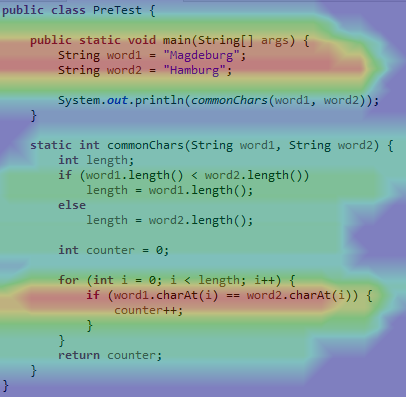 public class PreTest {
public static void main(String[] args) {
String word1 = "Magdeburg";
String word2 = "Hamburg";
System.out.println(commonChars(word1, word2));
}
static int commonChars(String word1, String word2) {
int length;
if (word1.length() < word2.length())
length = word1.length();
else
length = word2.length();
int counter = 0;
for (int i = 0; i < length; i++) {
if (word1.charAt(i) == word2.charAt(i)) {
counter++;
}
}
return counter;
}
}